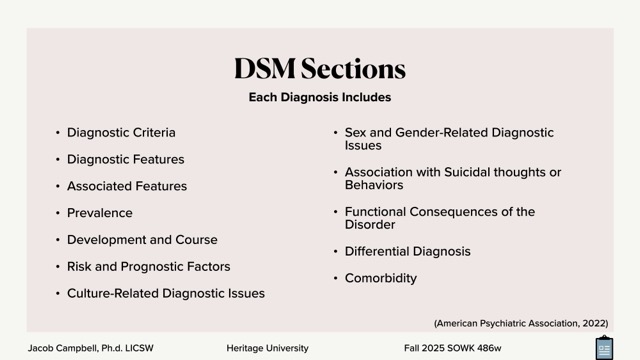 DSM Sections
Each Diagnosis Includes
• Diagnostic Criteria
• Diagnostic Features
• Associated Features
• Prevalence
• Development and Course
• Risk and Prognostic Factors
• Culture-Related Diagnostic Issues
• Sex and Gender-Related Diagnostic
Issues
• Association with Suicidal thoughts or
Behaviors
• Functional Consequences of the
Disorder
• Differential Diagnosis
• Comorbidity
(American Psychiatric Association, 2022)
Jacob Campbell, Ph.d. LICSW
Heritage University
Fall 2025 SOWK 486w